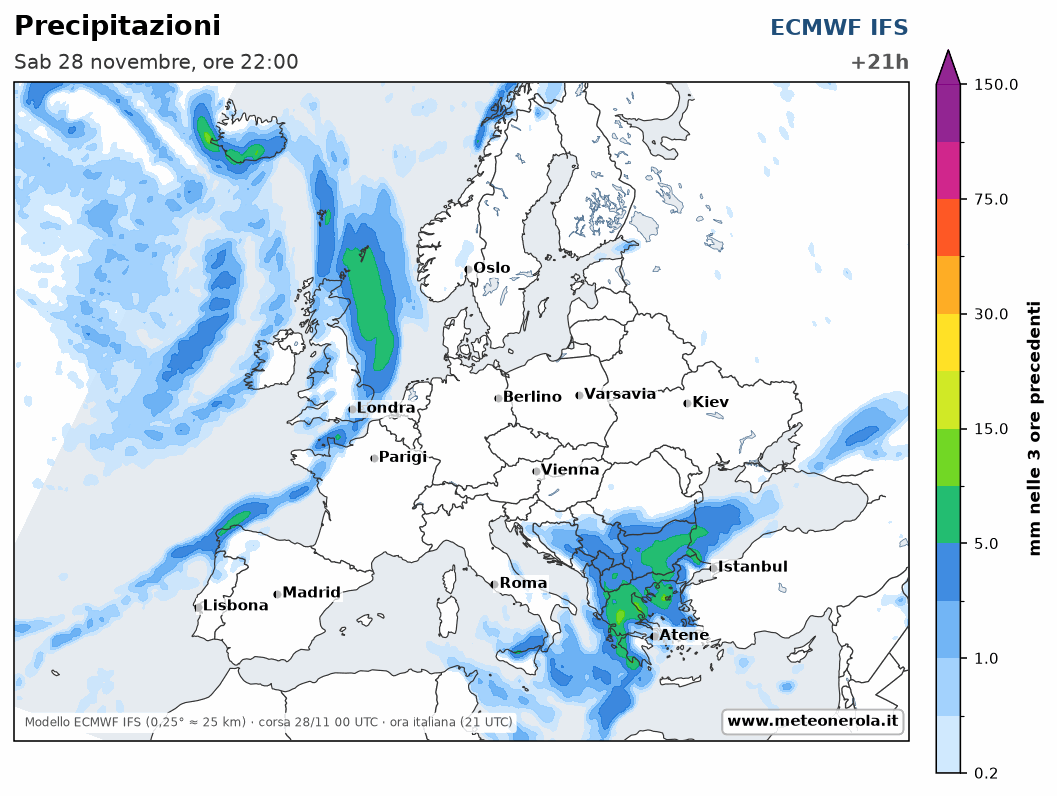 Precipitazioni
ECMWF IFS
Sab 28 novembre, ore 22:00
+21h
150.0
75.0
30.0
15.0
5.0
1.0
0.2
mm nelle 3 ore precedenti
Oslo
Londra
Berlino
Varsavia
Kiev
Parigi
Vienna
Istanbul
Roma
Madrid
Lisbona
Atene
Modello ECMWF IFS (0,25° ≈ 25 km) · corsa 28/11 00 UTC · ora italiana (21 UTC)
www.meteonerola.it